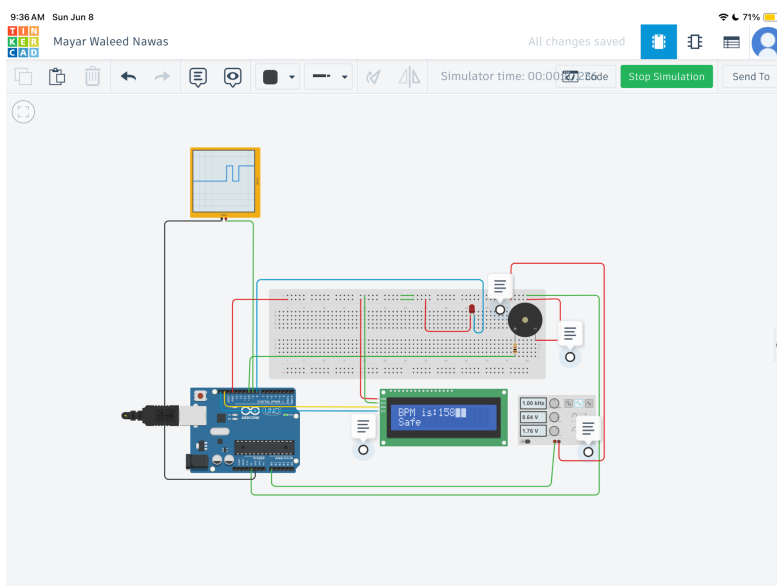 9:36 AM Sun Jun 8
71%
TIN
KER
CAD
Mayar Waleed Nawas
All changes saved
Code
Stop Simulation
Send To
Simulator time:
BPM is:158
Safe
1.00 kHz
8.64 V
1.76 V
UNO
ARDUINO